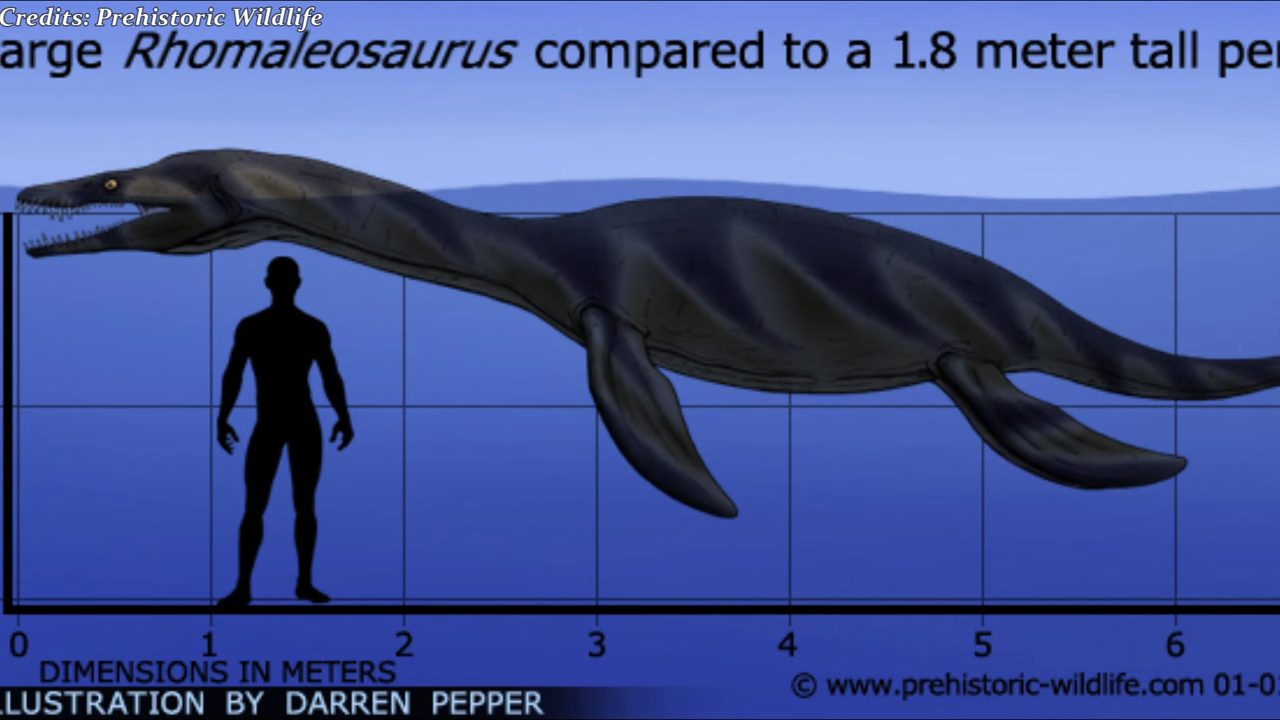 Credits: Prehistoric Wildlife
arge Rhomaleosaurus compared to a 1.8 meter tall per
0 1 2 3 4 5 6
DIMENSIONS IN METERS
© www.prehistoric-wildlife.com 01-0
LLUSTRATION BY DARREN PEPPER